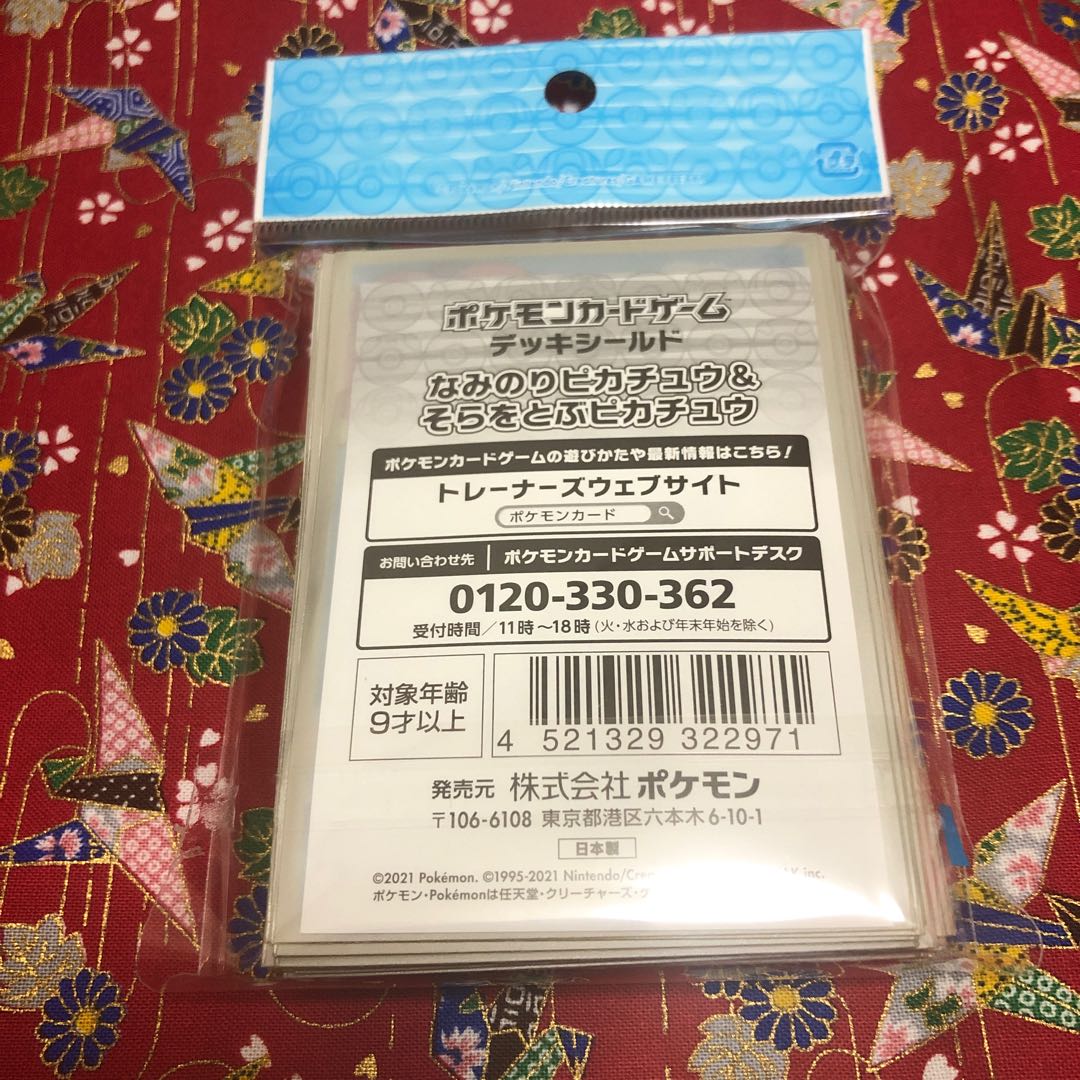 ポケモンカードゲーム
デッキシールド
なみのりピカチュウ&
そらをとぶピカチュウ
ポケモンカードゲームの遊びかたや最新情報はこちら!
トレーナーズウェブサイト
ポケモンカード
お問い合わせ先 ポケモンカードゲームサポートデスク
0120-330-362
受付時間/11時~18時(火・水および年末年始を除く)
対象年齢
9才以上
4 521329 322971
発売元 株式会社 ポケモン
〒106-6108 東京都港区六本木6-10-1
日本製
©2021 Pokémon. ©1995-2021 Nintendo/ inc.
ポケモン・Pokémonは任天堂・クリーチャーズ・